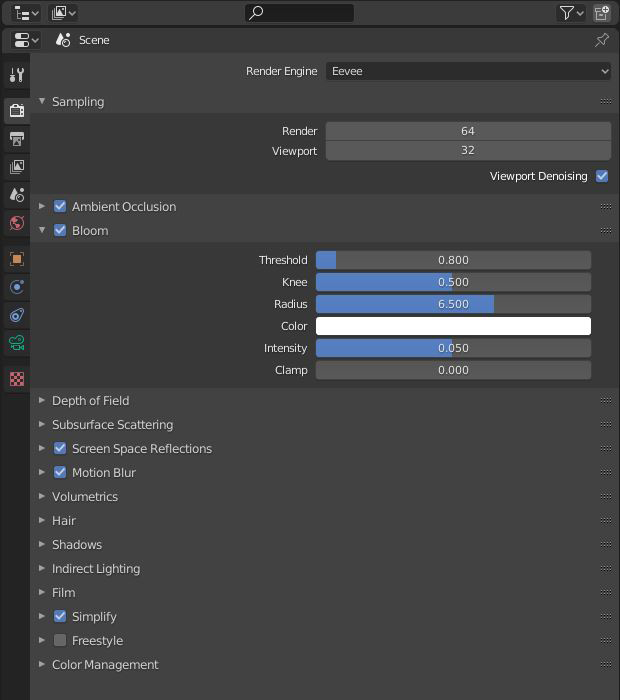 Scene
Render Engine Eevee
Sampling
Render 64
Viewport 32
Viewport Denoising
Ambient Occlusion
Bloom
Threshold 0.800
Knee 0.500
Radius 6.500
Color
Intensity 0.050
Clamp 0.000
Depth of Field
Subsurface Scattering
Screen Space Reflections
Motion Blur
Volumetrics
Hair
Shadows
Indirect Lighting
Film
Simplify
Freestyle
Color Management